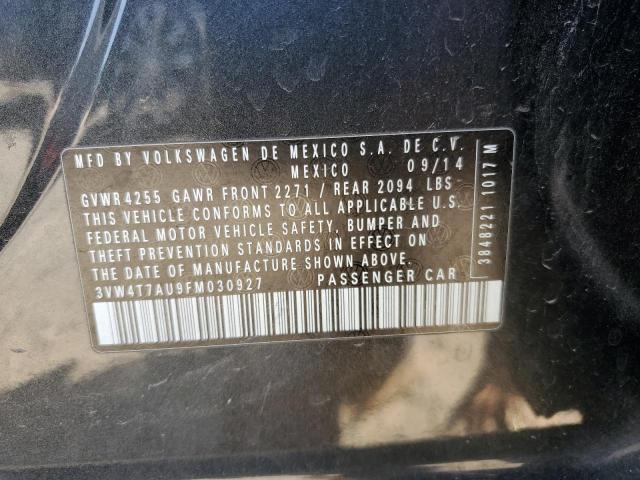 MFD BY VOLKSWAGEN DE MEXICO S.A. DE C.V.
MEXICO 09/14
GVWR 4255 GAWR FRONT 2271 / REAR 2094 LBS
THIS VEHICLE CONFORMS TO ALL APPLICABLE U.S.
FEDERAL MOTOR VEHICLE SAFETY, BUMPER AND
THEFT PREVENTION STANDARDS IN EFFECT ON
THE DATE OF MANUFACTURE SHOWN ABOVE.
3VW4T7AU9FM030927 PASSENGER CAR
3848221 1017 M